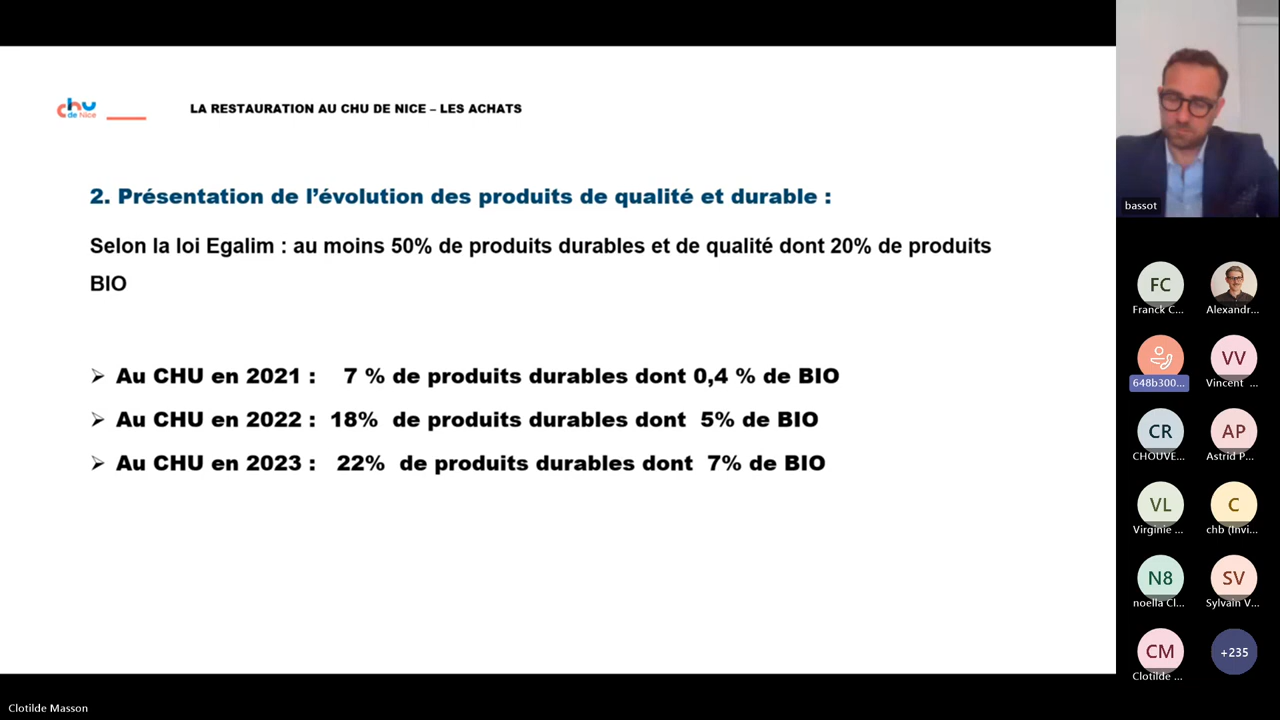 chu
de Nice
LA RESTAURATION AU CHU DE NICE – LES ACHATS
2. Présentation de l’évolution des produits de qualité et durable :
Selon la loi Egalim : au moins 50% de produits durables et de qualité dont 20% de produits
BIO
➢ Au CHU en 2021 : 7 % de produits durables dont 0,4 % de BIO
➢ Au CHU en 2022 : 18% de produits durables dont 5% de BIO
➢ Au CHU en 2023 : 22% de produits durables dont 7% de BIO
bassot
FC
Franck C...
Alexandr...
648b300...
VV
Vincent ...
CR
CHOUVE...
AP
Astrid P...
VL
Virginie ...
C
chb (Invi...
N8
noella Cl...
SV
Sylvain V...
CM
Clotilde ...
+235
Clotilde Masson